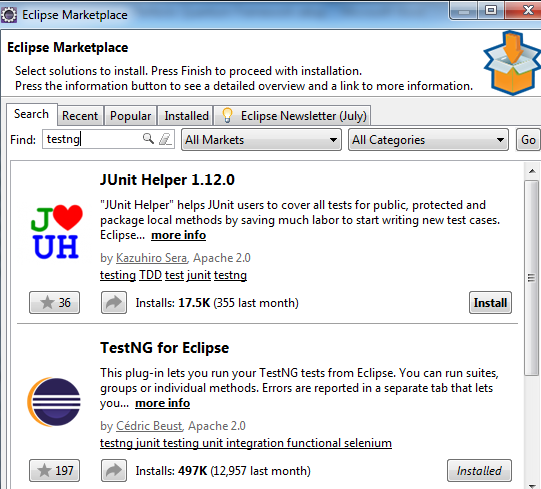 Eclipse Marketplace
Eclipse Marketplace
Select solutions to install. Press Finish to proceed with installation.
Press the information button to see a detailed overview and a link to more information.
Search Recent Popular Installed Eclipse Newsletter (July)
Find: testng All Markets All Categories Go
JUnit Helper 1.12.0
"JUnit Helper" helps JUnit users to cover all tests for public, protected and
package local methods by saving much labor to start writing new test cases.
Eclipse... more info
J
UH
by Kazuhiro Sera, Apache 2.0
testing TDD test junit testng
36 Installs: 17.5K (355 last month) Install
TestNG for Eclipse
This plug-in lets you run your TestNG tests from Eclipse. You can run suites,
groups or individual methods. Errors are reported in a separate tab that lets
you... more info
by Cédric Beust, Apache 2.0
testng junit testing unit integration functional selenium
197 Installs: 497K (12,957 last month) Installed